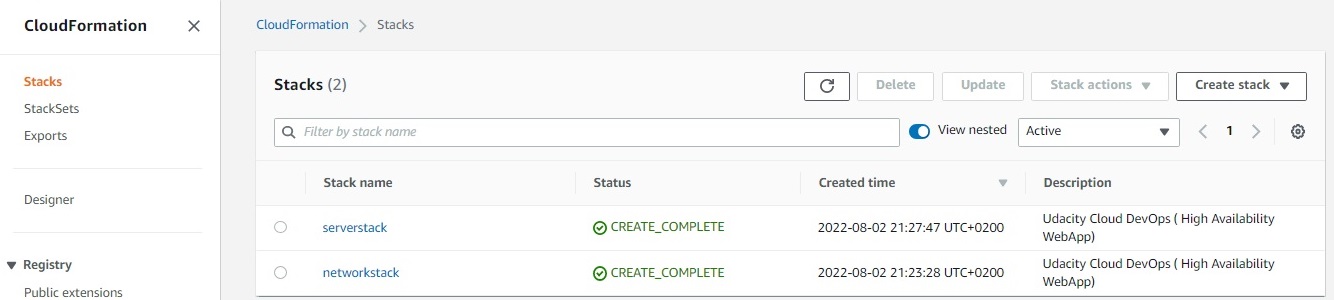 CloudFormation
Stacks
StackSets
Exports
Designer
Registry
Public extensions
CloudFormation Stacks
Stacks (2)
Delete Update Stack actions Create stack
Filter by stack name View nested Active 1
Stack name Status Created time Description
serverstack CREATE_COMPLETE 2022-08-02 21:27:47 UTC+0200 Udacity Cloud DevOps ( High Availability
WebApp)
networkstack CREATE_COMPLETE 2022-08-02 21:23:28 UTC+0200 Udacity Cloud DevOps ( High Availability
WebApp)